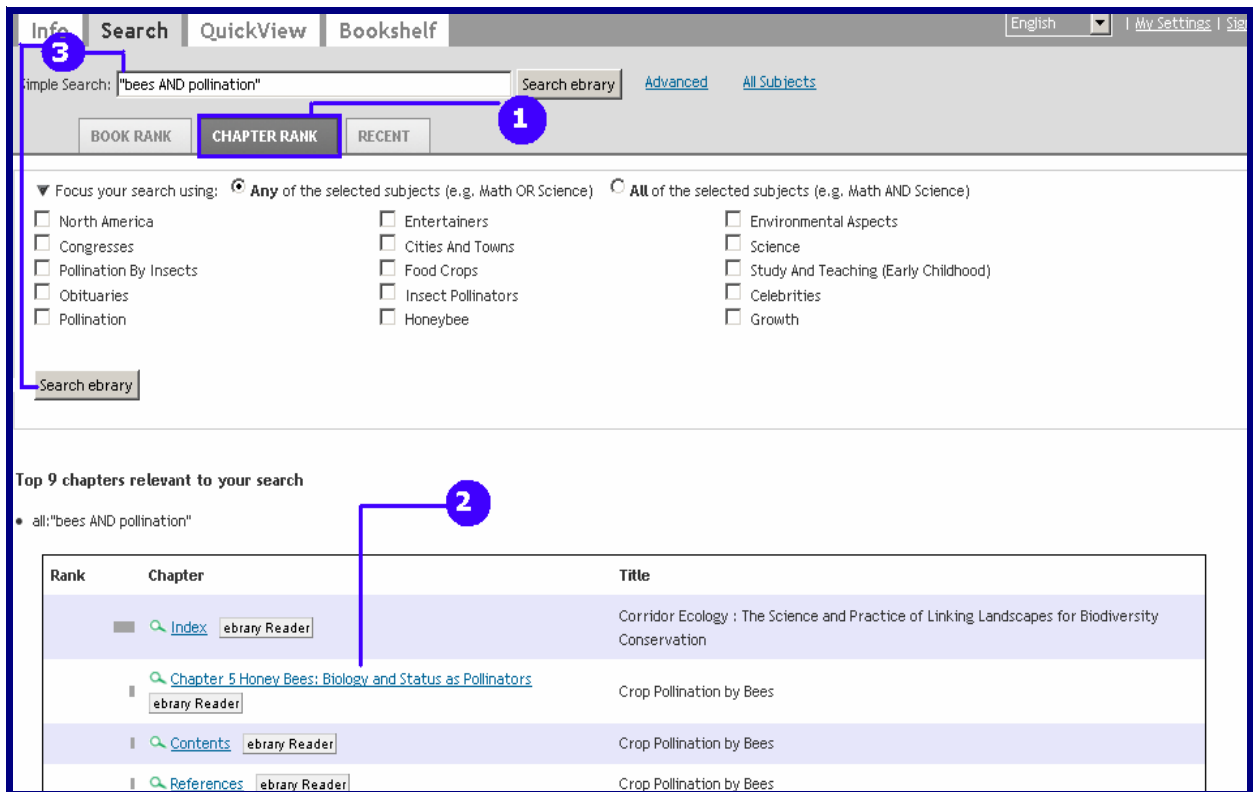 Info Search QuickView Bookshelf English | My Settings | Sig
3
Simple Search: "bees AND pollination" Search ebrary Advanced All Subjects
1
BOOK RANK CHAPTER RANK RECENT
▼ Focus your search using: Any of the selected subjects (e.g. Math OR Science) All of the selected subjects (e.g. Math AND Science)
North America Entertainers Environmental Aspects
Congresses Cities And Towns Science
Pollination By Insects Food Crops Study And Teaching (Early Childhood)
Obituaries Insect Pollinators Celebrities
Pollination Honeybee Growth
Search ebrary
Top 9 chapters relevant to your search
2
• all:"bees AND pollination"
Rank Chapter Title
Index ebrary Reader Corridor Ecology : The Science and Practice of Linking Landscapes for Biodiversity
Conservation
Chapter 5 Honey Bees: Biology and Status as Pollinators
ebrary Reader Crop Pollination by Bees
Contents ebrary Reader Crop Pollination by Bees
References ebrary Reader Crop Pollination by Bees